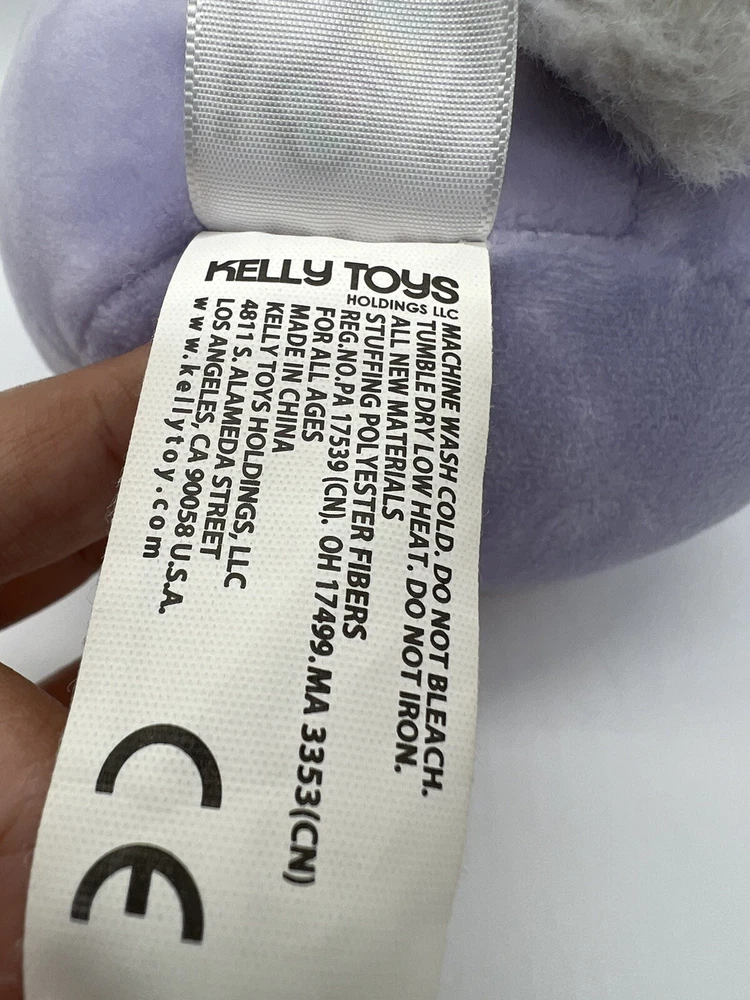 KELLY TOYS
HOLDINGS LLC
MACHINE WASH COLD. DO NOT BLEACH.
TUMBLE DRY LOW HEAT. DO NOT IRON.
ALL NEW MATERIALS
STUFFING POLYESTER FIBERS
REG.NO.PA 17539 (CN). OH 17499.MA 3353(CN)
FOR ALL AGES
MADE IN CHINA
KELLY TOYS HOLDINGS, LLC
4811 S. ALAMEDA STREET
LOS ANGELES, CA 90058 U.S.A.
www.kellytoy.com
CE